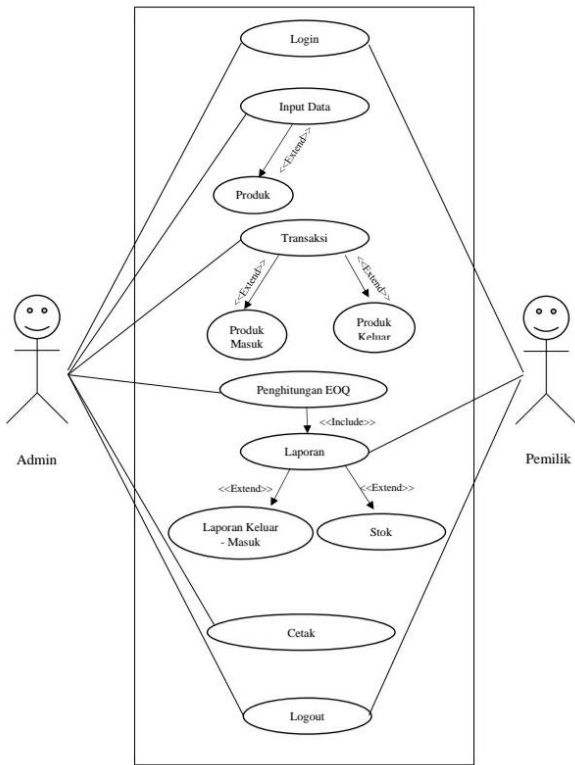 Login
Input Data
<<Extend>>
Produk
Transaksi
<<Extend>>
<<Extend>>
Produk
Masuk
Produk
Keluar
Penghitungan EOQ
<<Include>>
Laporan
<<Extend>>
<<Extend>>
Laporan Keluar
- Masuk
Stok
Cetak
Logout
Admin
Pemilik